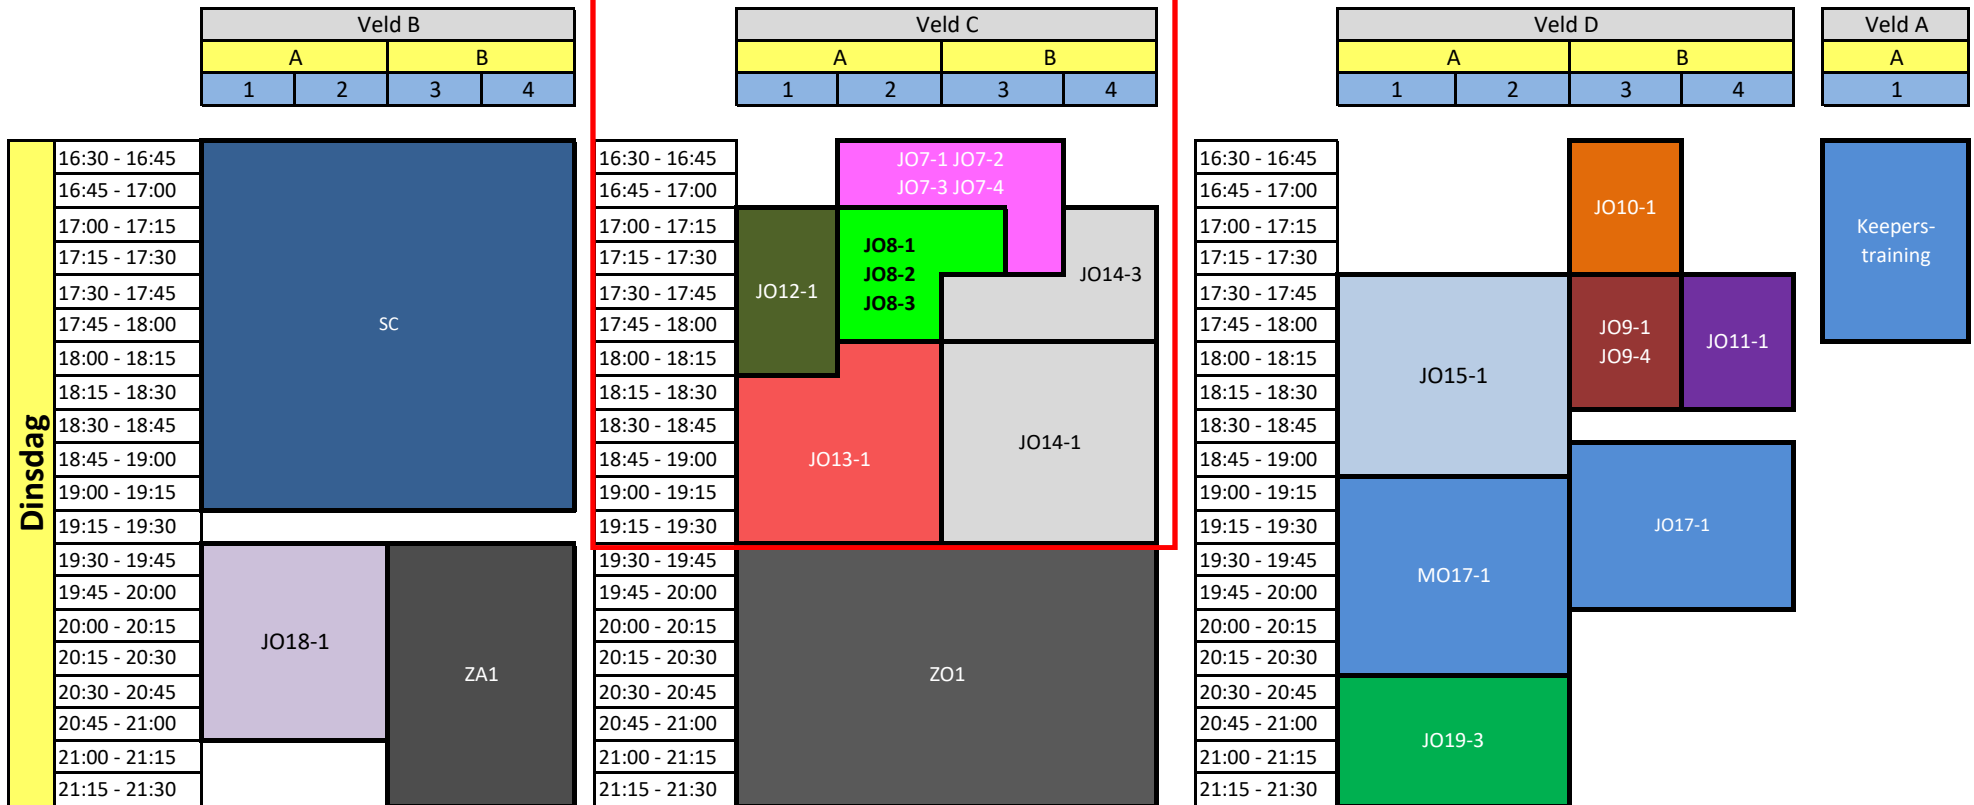 Veld B Veld C Veld D Veld A
A B A B A B A
1 2 3 4 1 2 3 4 1 2 3 4 1
Dinsdag
16:30 - 16:45 16:30 - 16:45 16:30 - 16:45
16:45 - 17:00 16:45 - 17:00 16:45 - 17:00
17:00 - 17:15 17:00 - 17:15 17:00 - 17:15
17:15 - 17:30 17:15 - 17:30 17:15 - 17:30
17:30 - 17:45 17:30 - 17:45 17:30 - 17:45
17:45 - 18:00 17:45 - 18:00 17:45 - 18:00
18:00 - 18:15 18:00 - 18:15 18:00 - 18:15
18:15 - 18:30 18:15 - 18:30 18:15 - 18:30
18:30 - 18:45 18:30 - 18:45 18:30 - 18:45
18:45 - 19:00 18:45 - 19:00 18:45 - 19:00
19:00 - 19:15 19:00 - 19:15 19:00 - 19:15
19:15 - 19:30 19:15 - 19:30 19:15 - 19:30
19:30 - 19:45 19:30 - 19:45 19:30 - 19:45
19:45 - 20:00 19:45 - 20:00 19:45 - 20:00
20:00 - 20:15 20:00 - 20:15 20:00 - 20:15
20:15 - 20:30 20:15 - 20:30 20:15 - 20:30
20:30 - 20:45 20:30 - 20:45 20:30 - 20:45
20:45 - 21:00 20:45 - 21:00 20:45 - 21:00
21:00 - 21:15 21:00 - 21:15 21:00 - 21:15
21:15 - 21:30 21:15 - 21:30 21:15 - 21:30
SC
JO18-1
ZA1
JO7-1 JO7-2
JO7-3 JO7-4
JO12-1
JO8-1
JO8-2
JO8-3
JO14-3
JO13-1
JO14-1
ZO1
JO10-1
JO15-1
JO9-1
JO9-4
JO11-1
MO17-1
JO17-1
JO19-3
Keepers-
training